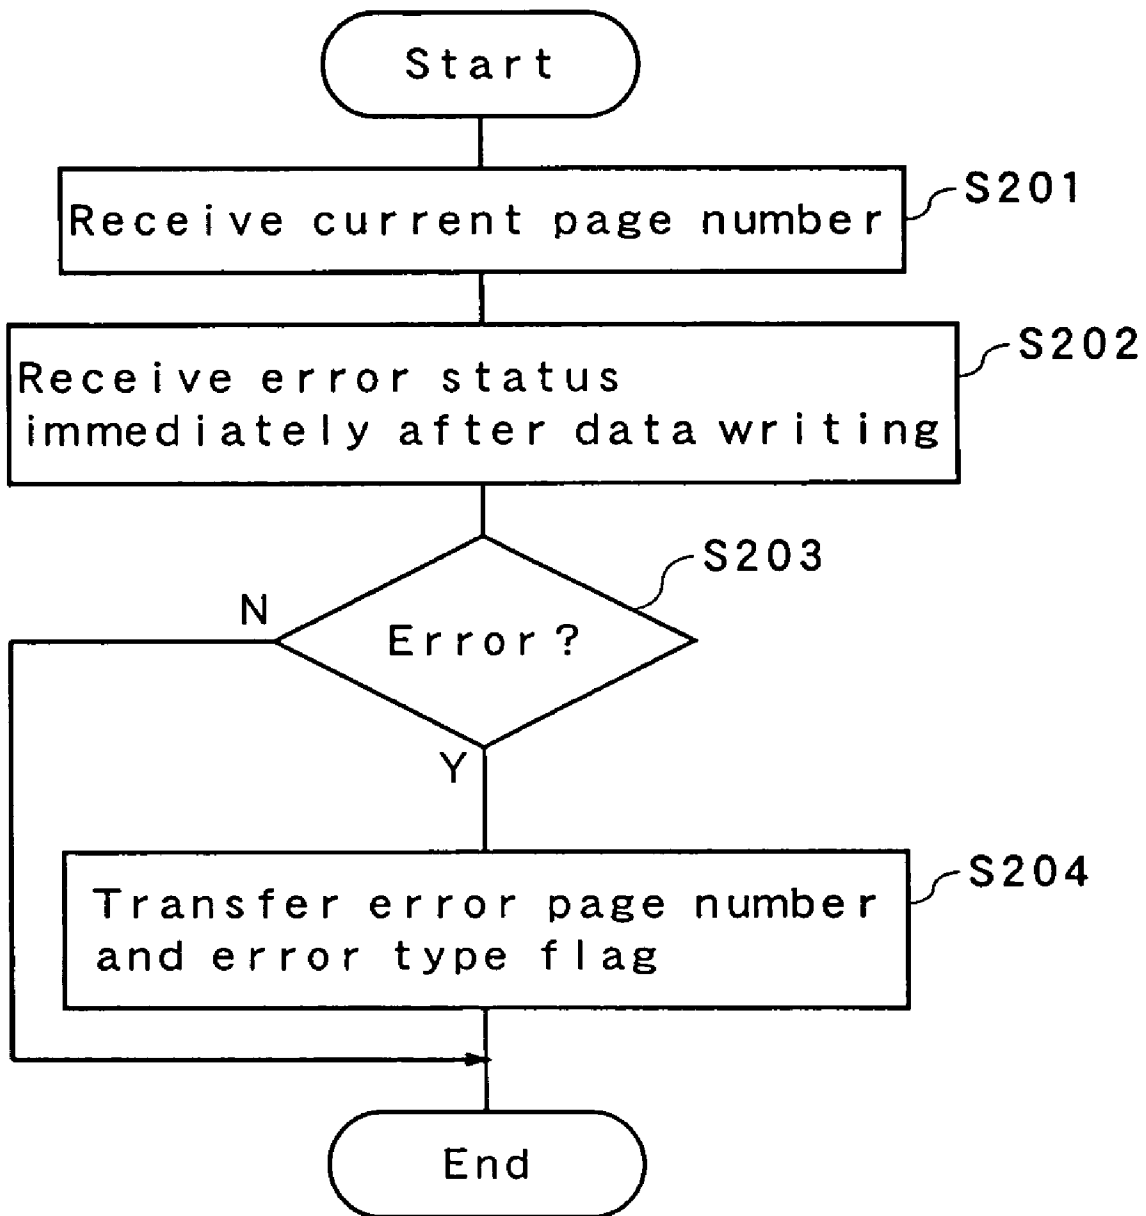 Start
Receive current page number
S201
Receive error status
immediately after data writing
S202
Error?
S203
N
Y
Transfer error page number
and error type flag
S204
End